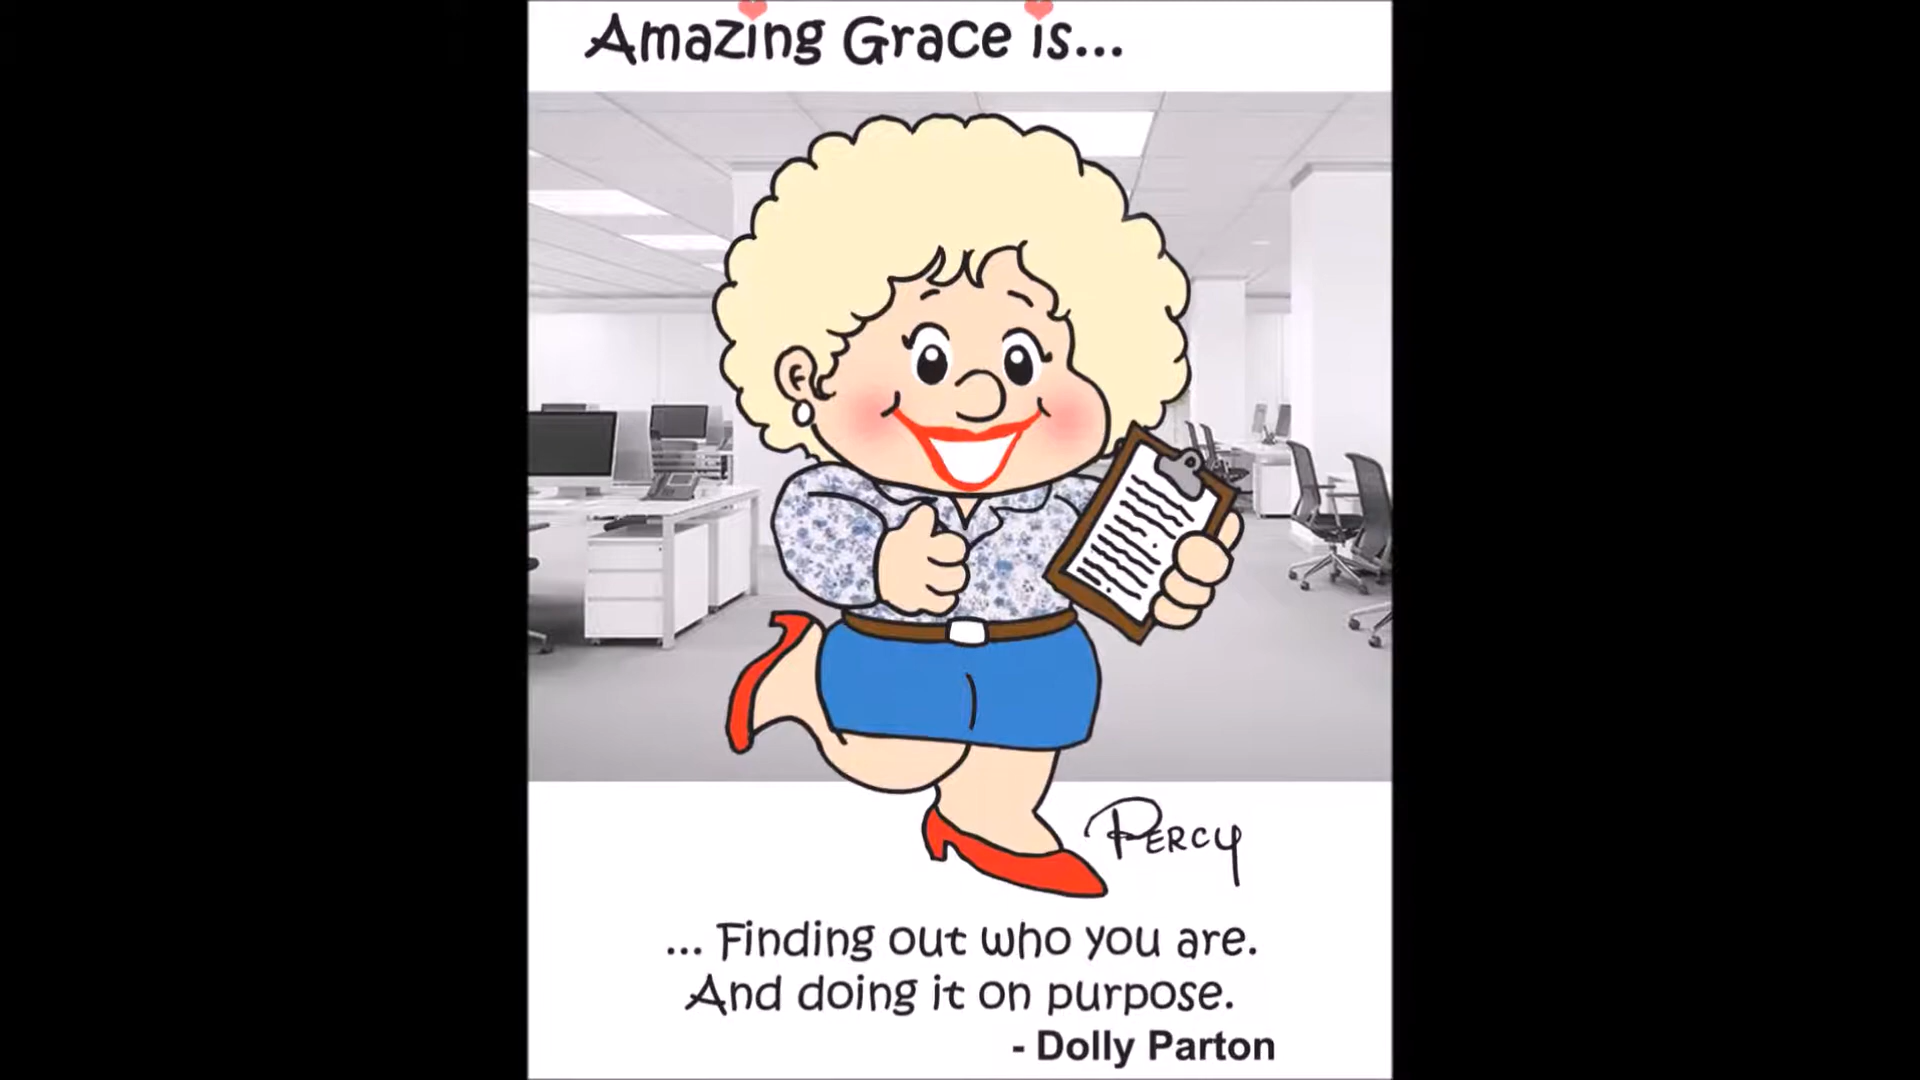 Amazing Grace is...
PERCY
... Finding out who you are.
And doing it on purpose.
- Dolly Parton